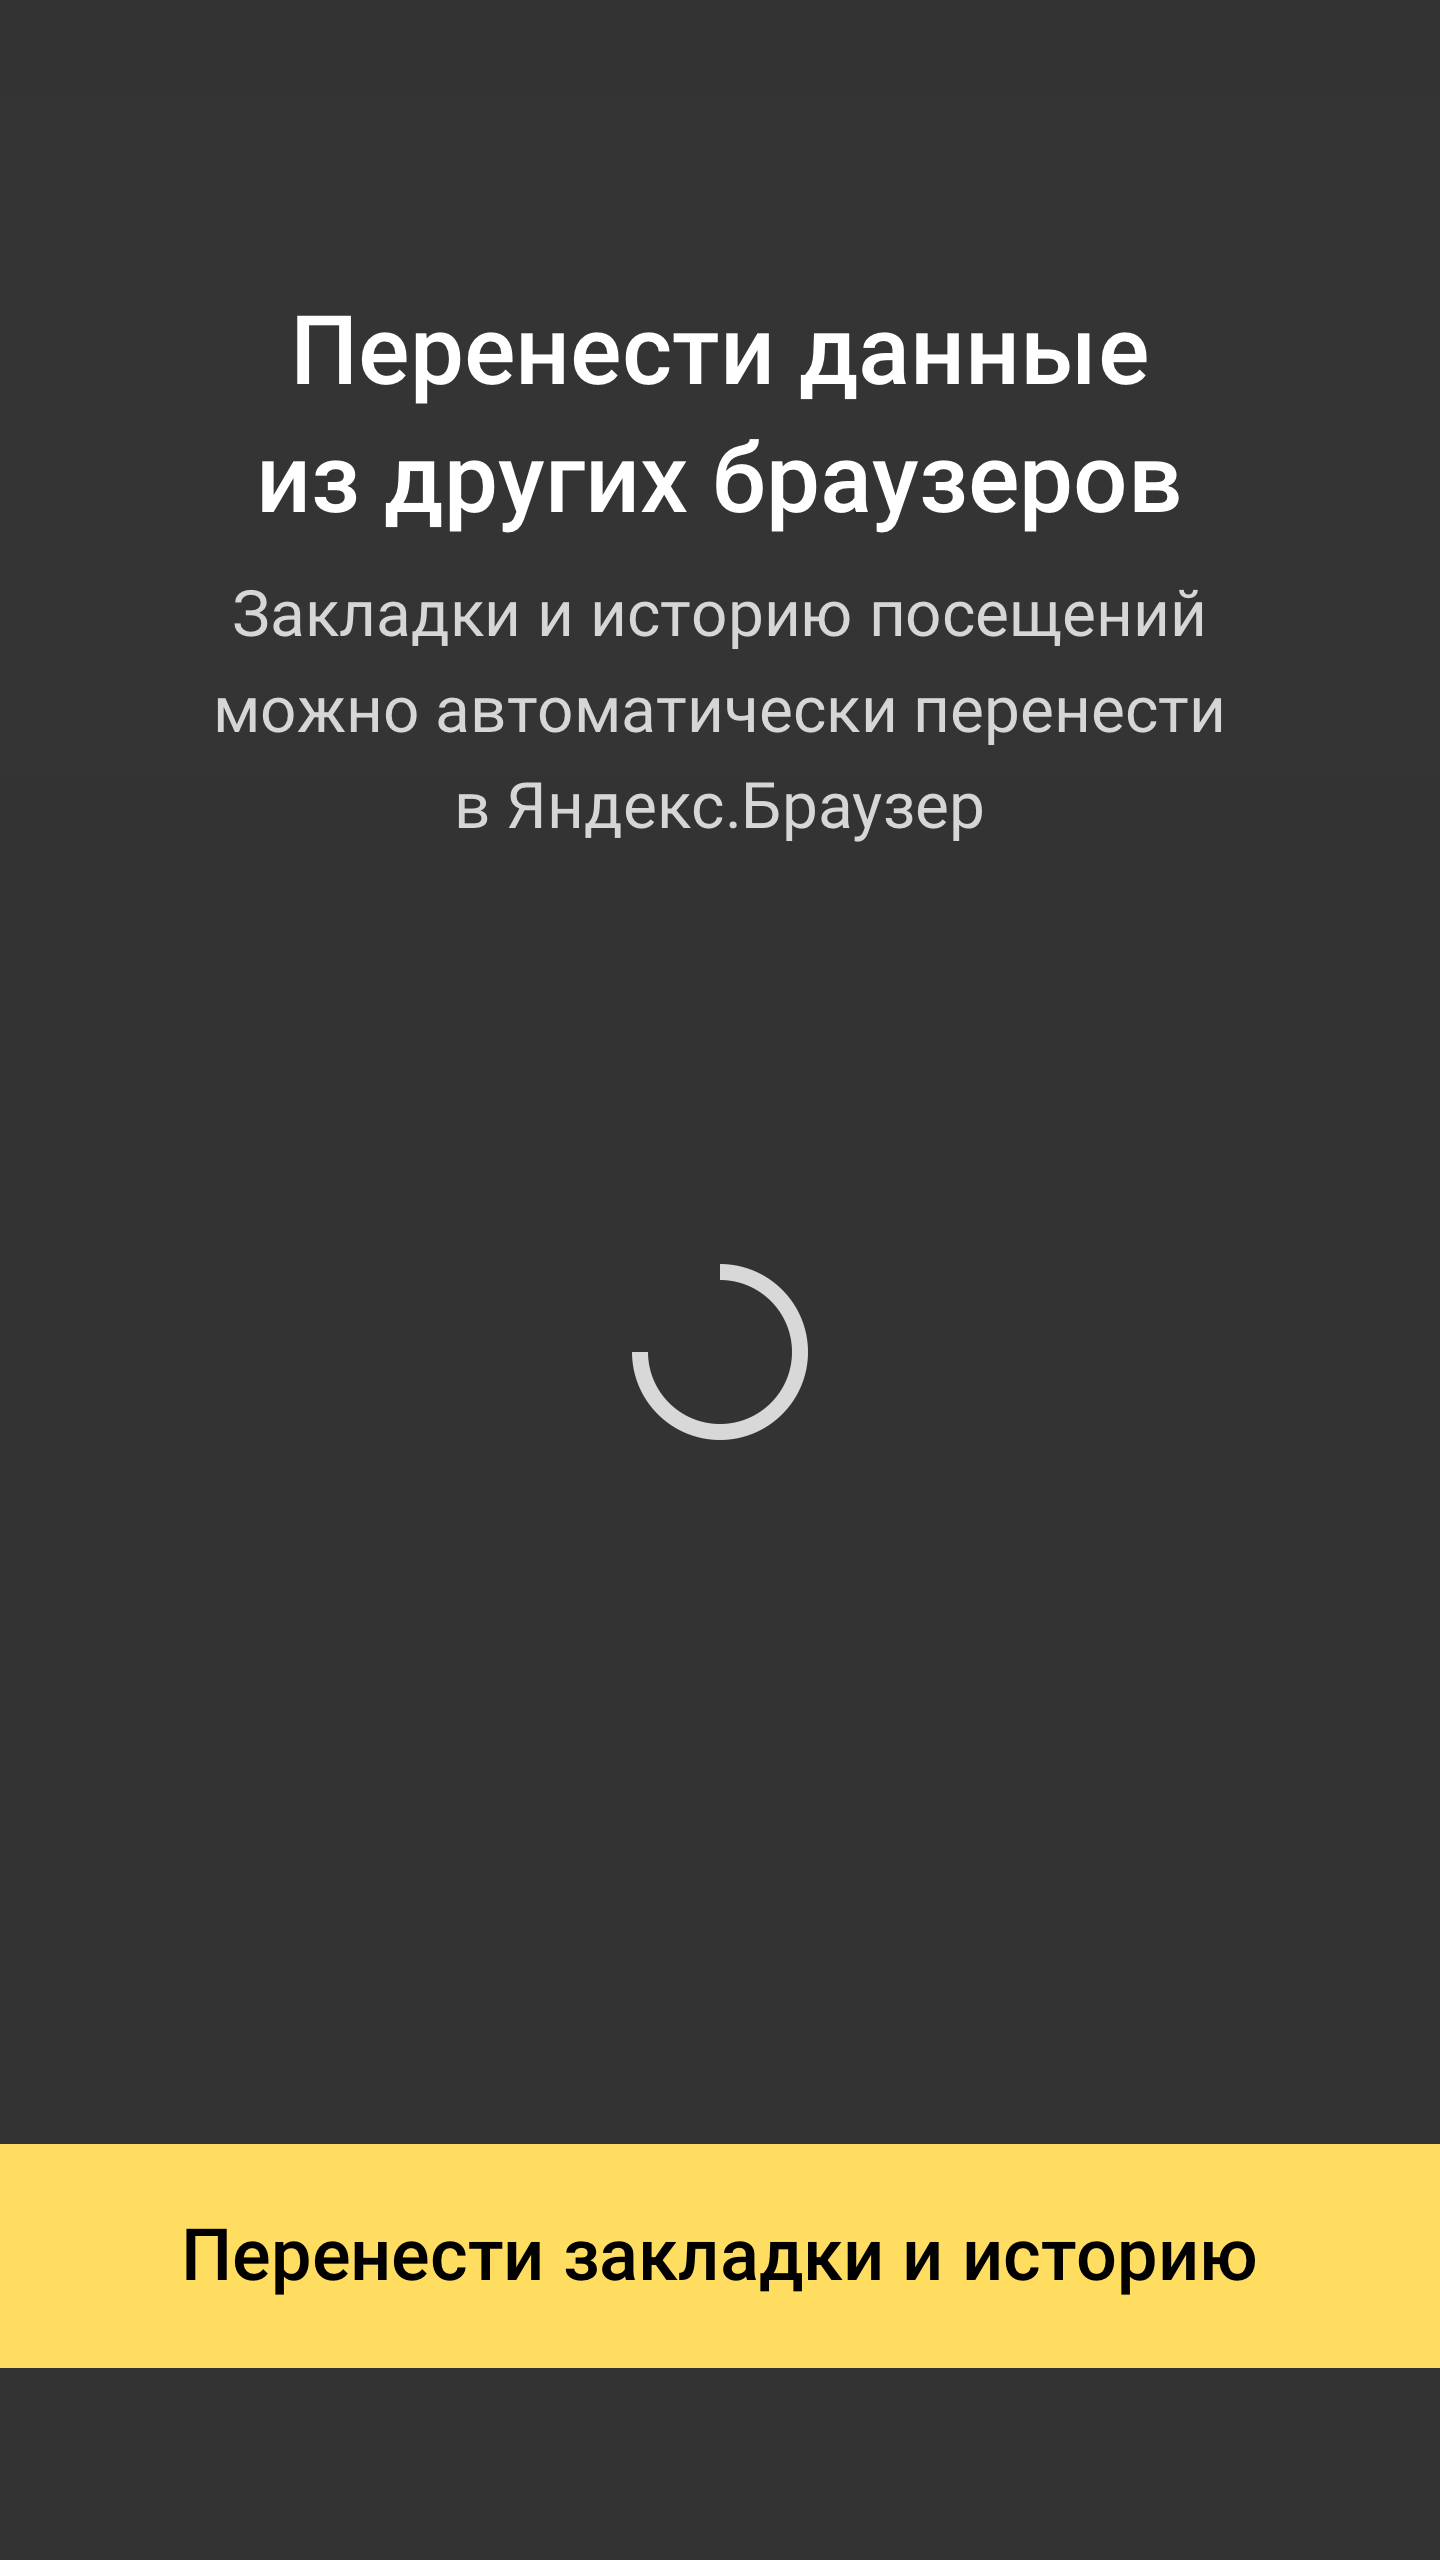 Перенести данные
из других браузеров
Закладки и историю посещений
можно автоматически перенести
в Яндекс.Браузер
Перенести закладки и историю